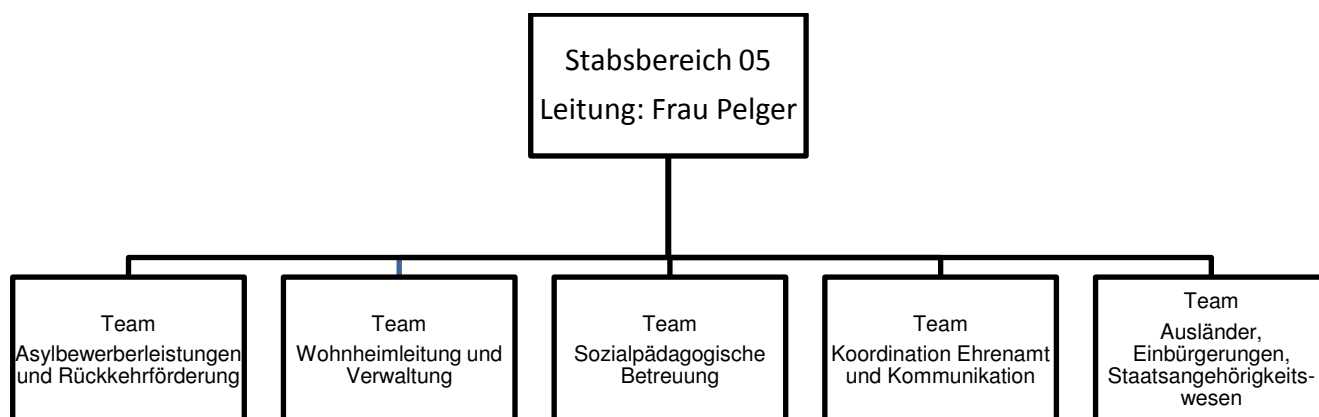 Stabsbereich 05
Leitung: Frau Pelger
Team
Asylbewerberleistungen
und Rückkehrförderung
Team
Wohnheimleitung und
Verwaltung
Team
Sozialpädagogische
Betreuung
Team
Koordination Ehrenamt
und Kommunikation
Team
Ausländer,
Einbürgerungen,
Staatsangehörigkeits-
wesen